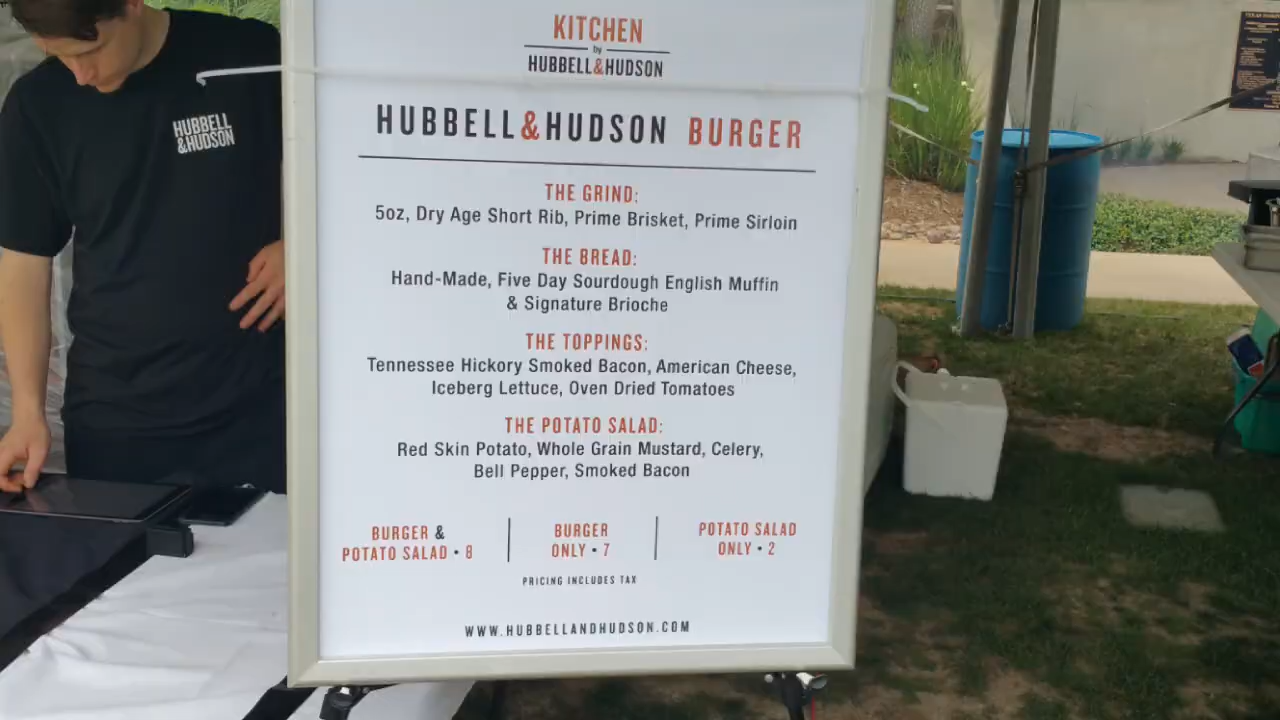 KITCHEN
by
HUBBELL&HUDSON
HUBBELL&HUDSON BURGER
THE GRIND:
5oz, Dry Age Short Rib, Prime Brisket, Prime Sirloin
THE BREAD:
Hand-Made, Five Day Sourdough English Muffin
& Signature Brioche
THE TOPPINGS:
Tennessee Hickory Smoked Bacon, American Cheese,
Iceberg Lettuce, Oven Dried Tomatoes
THE POTATO SALAD:
Red Skin Potato, Whole Grain Mustard, Celery,
Bell Pepper, Smoked Bacon
BURGER &
POTATO SALAD • 8
BURGER
ONLY • 7
POTATO SALAD
ONLY • 2
PRICING INCLUDES TAX
WWW.HUBBELLANDHUDSON.COM
HUBBELL
&HUDSON